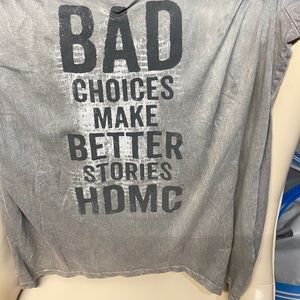 BAD
CHOICES
MAKE
BETTER
STORIES
HDMC